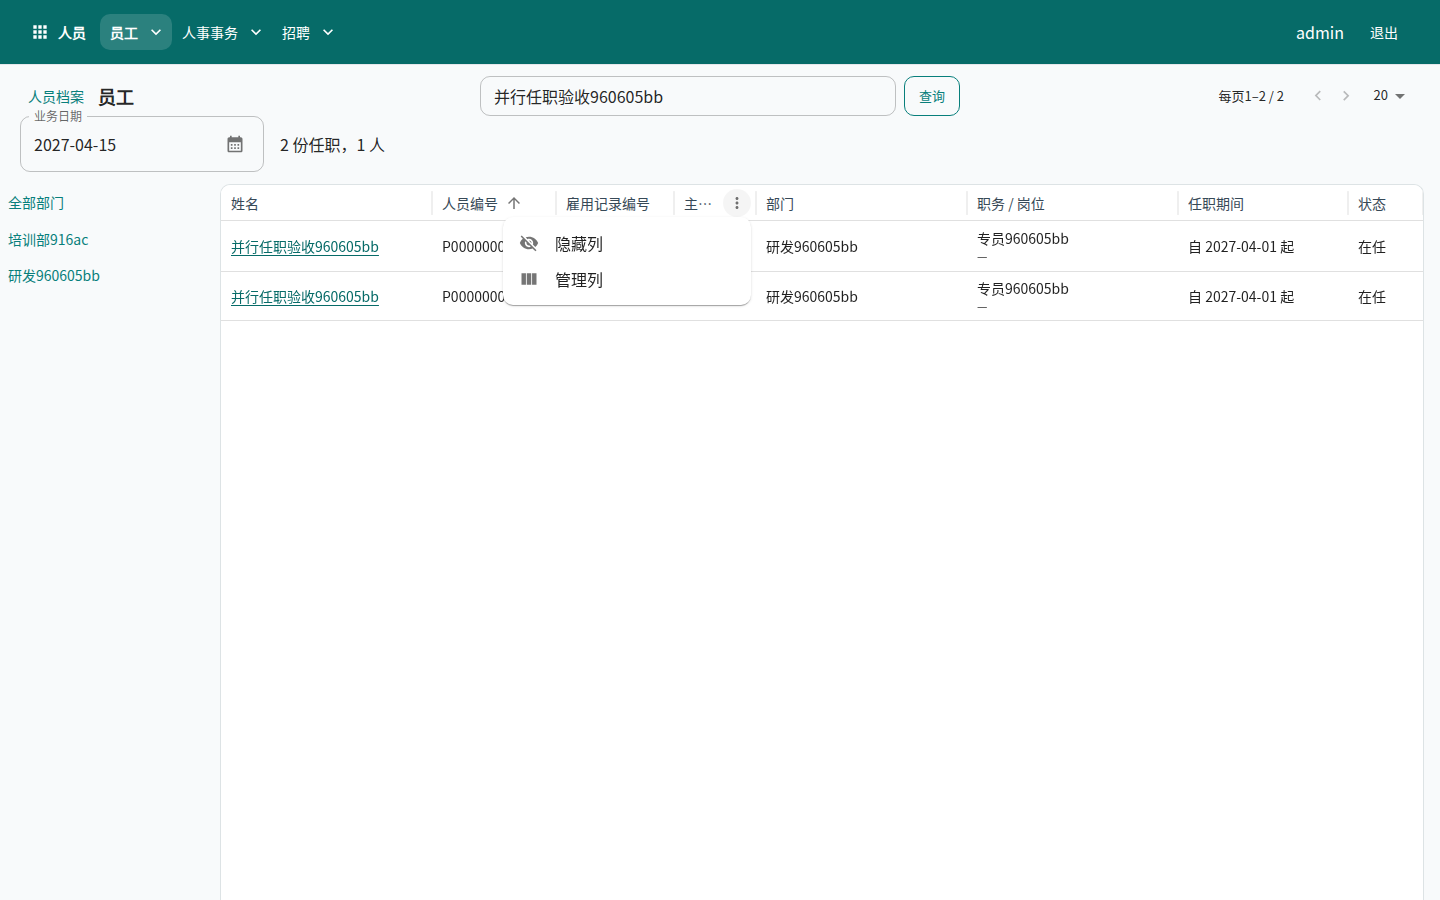 人员 员工 人事事务 招聘 admin 退出
人员档案 员工 并行任职验收960605bb 查询 每页1–2 / 2 20
业务日期
2027-04-15 2 份任职，1 人
全部部门
培训部916ac
研发960605bb
姓名 人员编号 雇用记录编号 主… 部门 职务 / 岗位 任职期间 状态
并行任职验收960605bb P0000000 研发960605bb 专员960605bb 自 2027-04-01 起 在任
—
并行任职验收960605bb P0000000 研发960605bb 专员960605bb 自 2027-04-01 起 在任
—
隐藏列
管理列